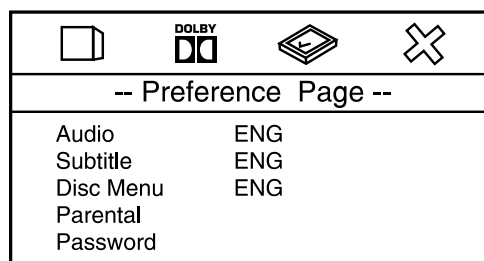 DOLBY
-- Preference Page --
Audio ENG
Subtitle ENG
Disc Menu ENG
Parental
Password